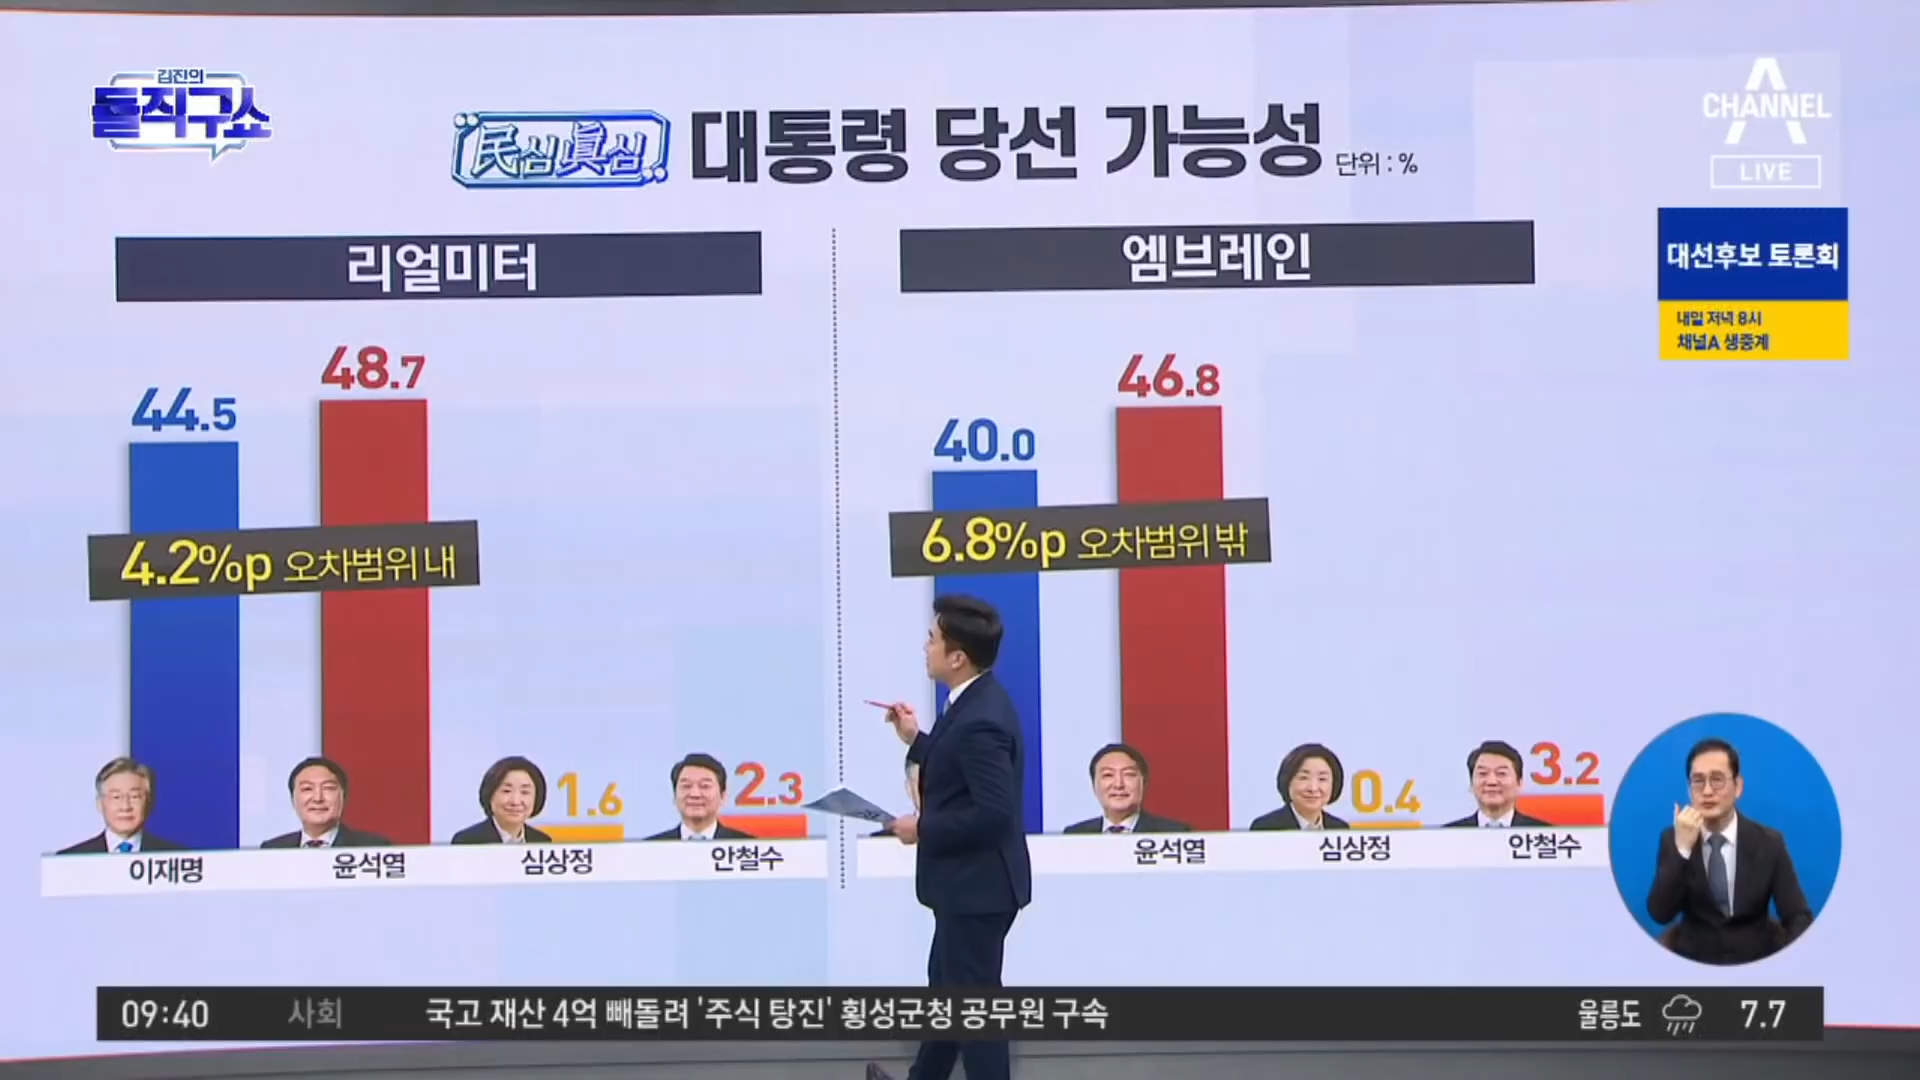 김진의
돌직구쇼
“民심眞심” 대통령 당선 가능성 단위 : %
CHANNEL A
LIVE
대선후보 토론회
내일 저녁 8시
채널A 생중계
리얼미터
44.5
48.7
4.2%p 오차범위 내
1.6
2.3
이재명
윤석열
심상정
안철수
엠브레인
40.0
46.8
6.8%p 오차범위 밖
0.4
3.2
윤석열
심상정
안철수
09:40 사회 국고 재산 4억 빼돌려 '주식 탕진' 횡성군청 공무원 구속 울릉도 7.7